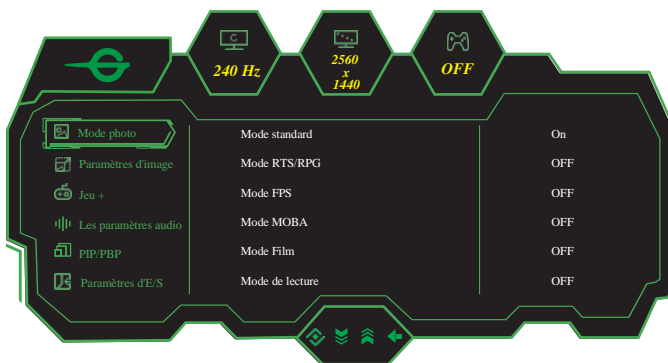 240 Hz
2560
x
1440
OFF
Mode photo
Mode standard
On
Paramètres d'image
Mode RTS/RPG
OFF
Jeu +
Mode FPS
OFF
Les paramètres audio
Mode MOBA
OFF
PIP/PBP
Mode Film
OFF
Paramètres d'E/S
Mode de lecture
OFF